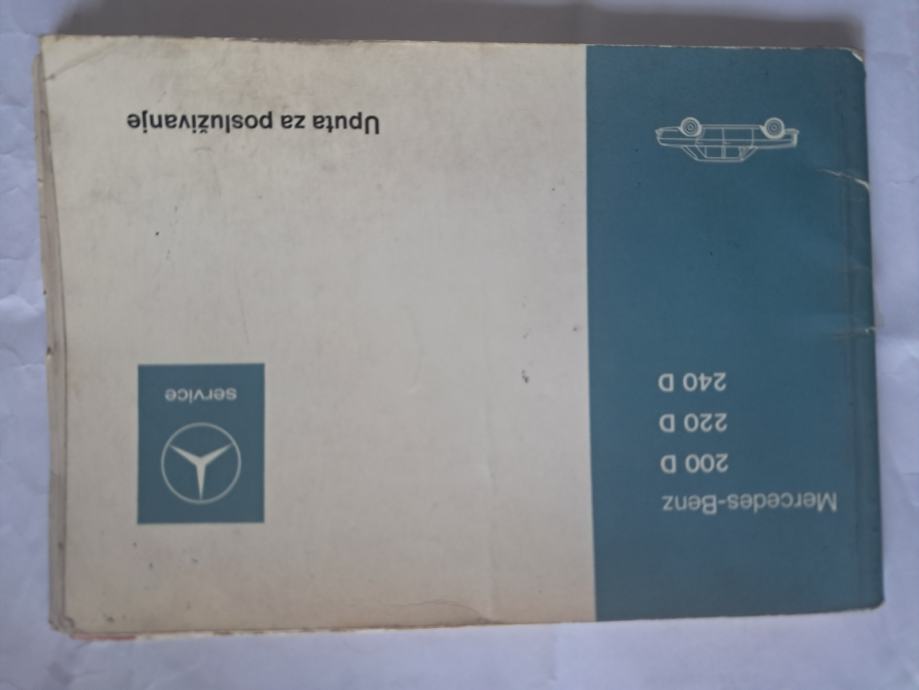 Mercedes-Benz
200 D
220 D
240 D
service
Uputa za posluživanje